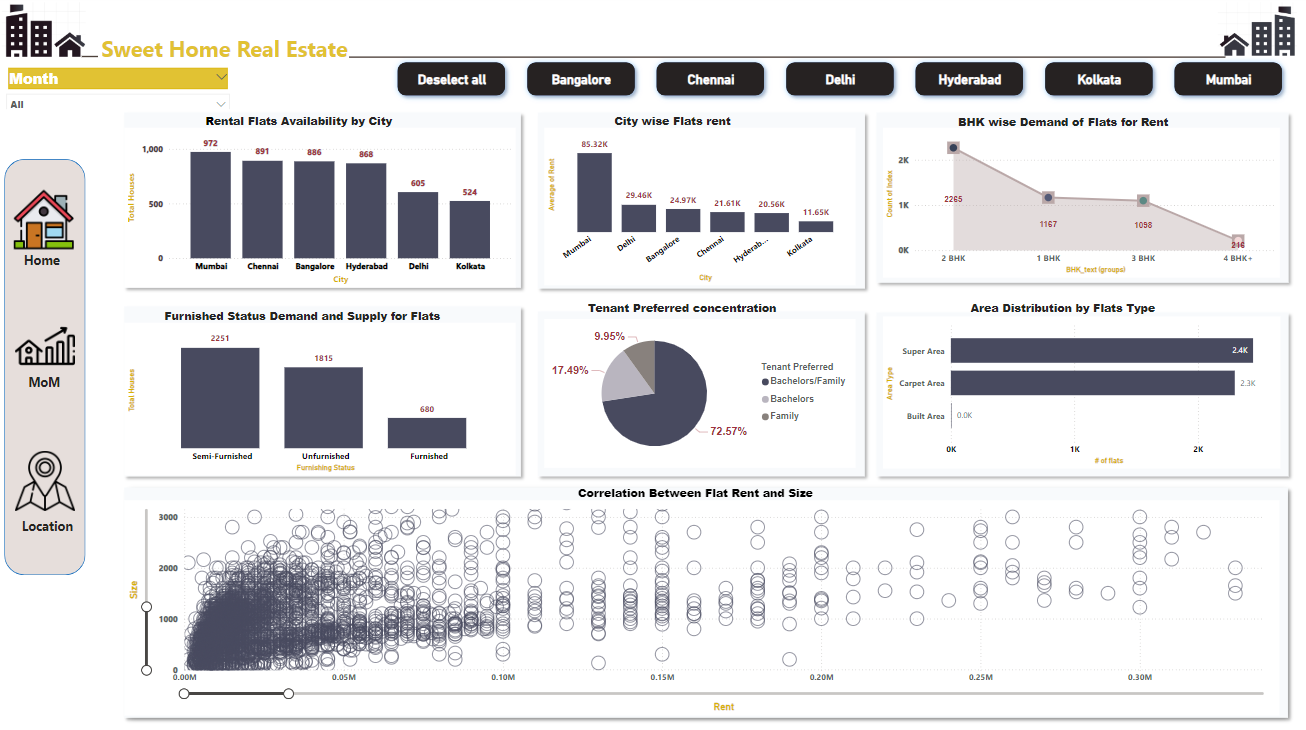 Sweet Home Real Estate
Month
All
Deselect all
Bangalore
Chennai
Delhi
Hyderabad
Kolkata
Mumbai
Home
MoM
Location
Rental Flats Availability by City
Total Houses
1,000
500
0
972
891
886
868
605
524
Mumbai
Chennai
Bangalore
Hyderabad
Delhi
Kolkata
City
City wise Flats rent
Average of Rent
85.32K
29.46K
24.97K
21.61K
20.56K
11.65K
Mumbai
Delhi
Bangalore
Chennai
Hyderab...
Kolkata
City
BHK wise Demand of Flats for Rent
Count of Index
2K
1K
0K
2265
1167
1098
246
2 BHK
1 BHK
3 BHK
4 BHK+
BHK_text (groups)
Furnished Status Demand and Supply for Flats
Total Houses
2251
1815
680
Semi-Furnished
Unfurnished
Furnished
Furnishing Status
Tenant Preferred concentration
9.95%
17.49%
72.57%
Tenant Preferred
Bachelors/Family
Bachelors
Family
Area Distribution by Flats Type
Area Type
Super Area
2.4K
Carpet Area
2.3K
Built Area
0.0K
0K
1K
2K
# of flats
Correlation Between Flat Rent and Size
Size
3000
2000
1000
0
0.00M
0.05M
0.10M
0.15M
0.20M
0.25M
0.30M
Rent